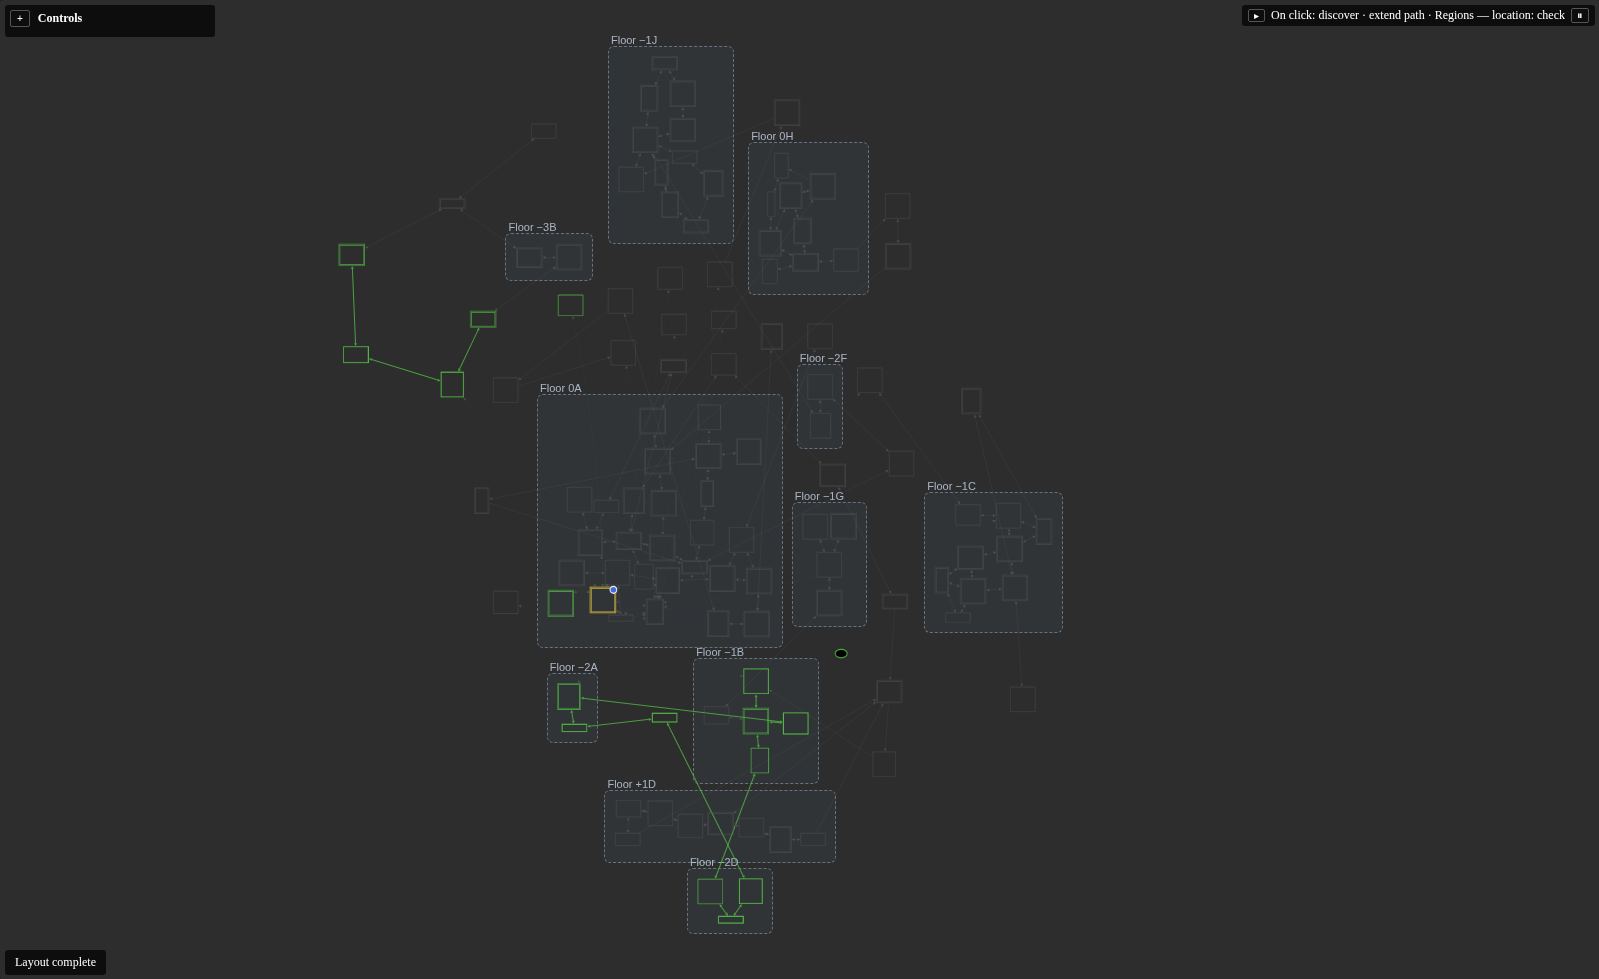 + Controls
▶ On click: discover · extend path · Regions — location: check ⏸
Floor −1J
Floor 0H
Floor −3B
Floor −2F
Floor 0A
Floor −1C
Floor −1G
Floor −1B
Floor −2A
Floor +1D
Floor −2D
Layout complete